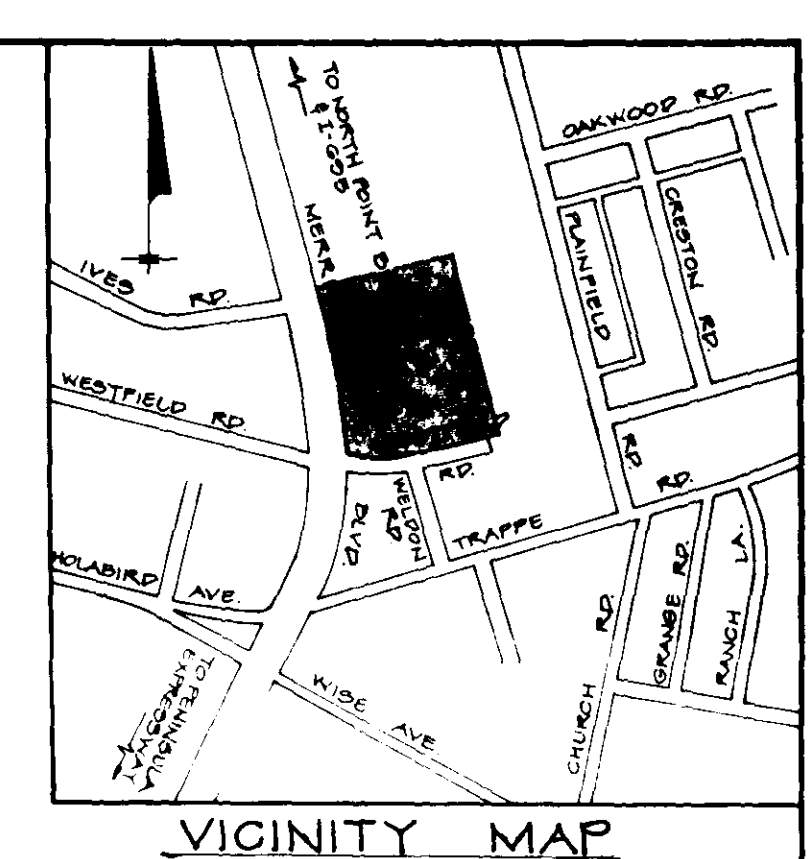 TO NORTH POINT B
& I-695
OAKWOOD RD.
MERR
PLAINFIELD
RD.
CRESTON RD.
IVES RD.
WESTFIELD RD.
RD.
WELDON
RD.
BLVD.
TRAPPE
RD.
HOLABIRD AVE.
CHURCH RD.
GRANGE RD.
RANCH LA.
TO PENINSULA
EXPRESSWAY
WISE AVE.
VICINITY MAP